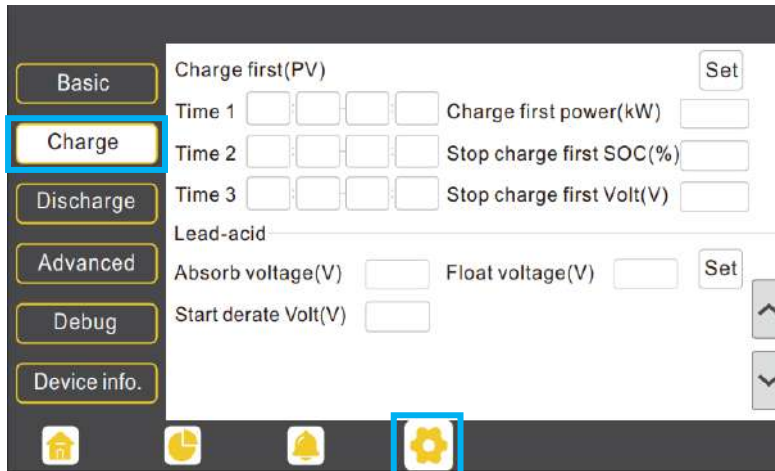 Basic
Charge
Discharge
Advanced
Debug
Device info.
Charge first(PV)
Set
Time 1 : - : Charge first power(kW)
Time 2 : - : Stop charge first SOC(%)
Time 3 : - : Stop charge first Volt(V)
Lead-acid
Absorb voltage(V) Float voltage(V) Set
Start derate Volt(V)